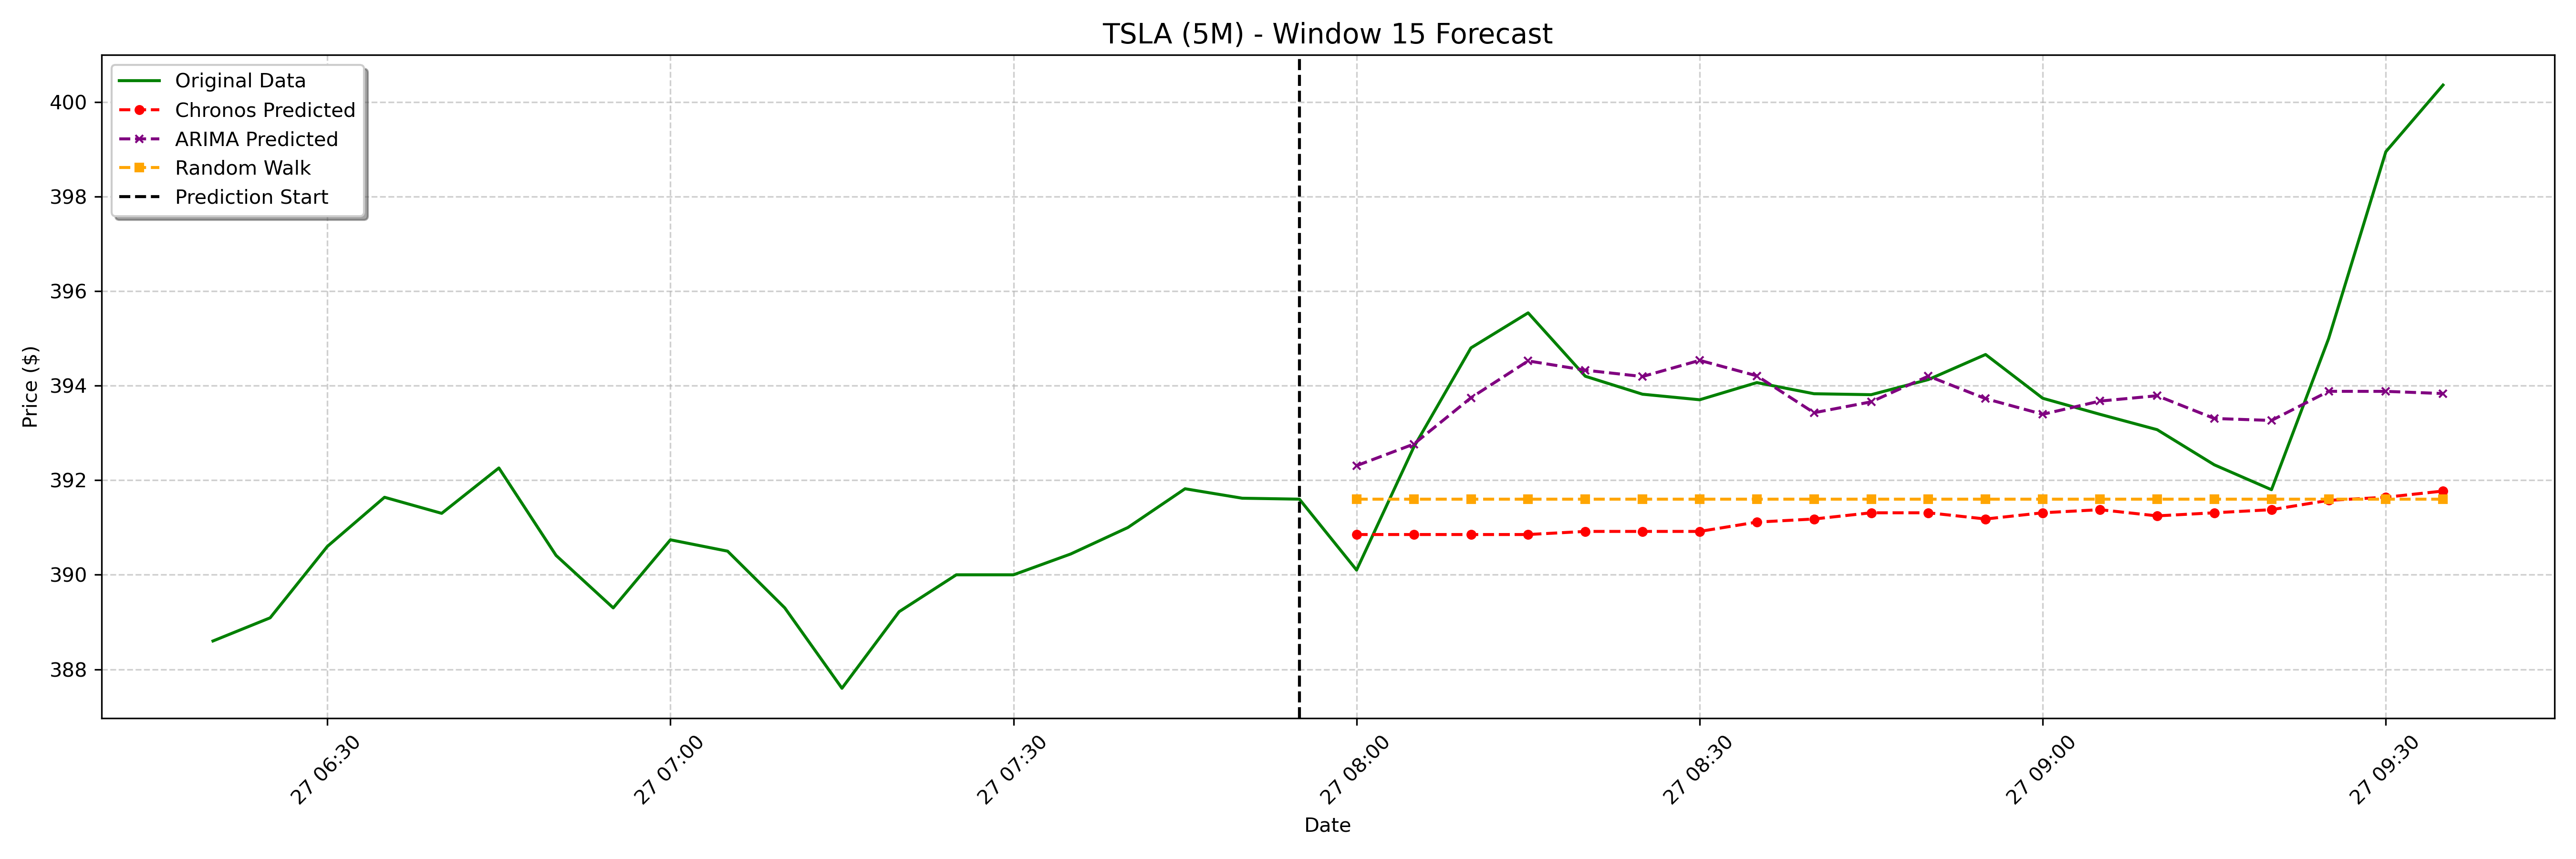 TSLA (5M) - Window 15 Forecast
Original Data
Chronos Predicted
ARIMA Predicted
Random Walk
Prediction Start
Price ($)
400
398
396
394
392
390
388
27 06:30
27 07:00
27 07:30
27 08:00
27 08:30
27 09:00
27 09:30
Date